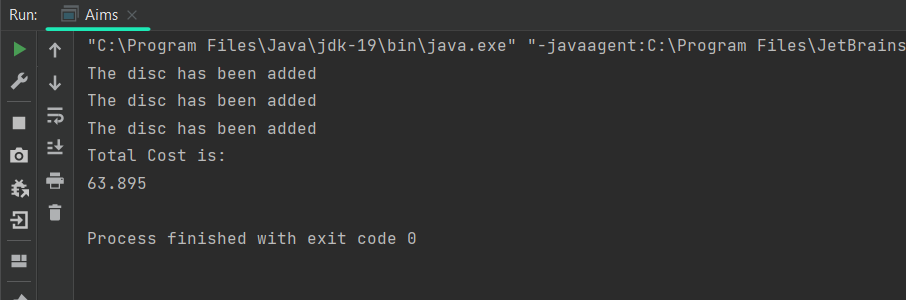 Run: Aims
"C:\Program Files\Java\jdk-19\bin\java.exe" "-javaagent:C:\Program Files\JetBrains
The disc has been added
The disc has been added
The disc has been added
Total Cost is:
63.895
Process finished with exit code 0